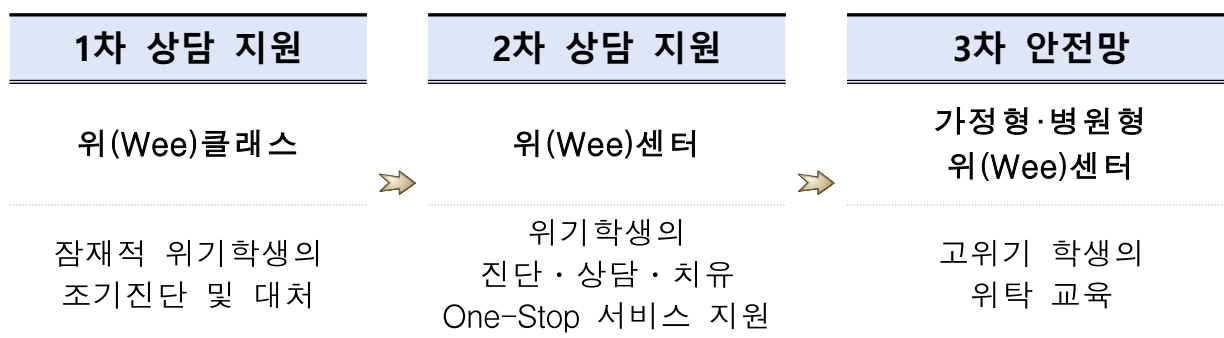 1차 상담 지원
위(Wee)클래스
잠재적 위기학생의
조기진단 및 대처
2차 상담 지원
위(Wee)센터
위기학생의
진단・상담・치유
One-Stop 서비스 지원
3차 안전망
가정형·병원형
위(Wee)센터
고위기 학생의
위탁 교육